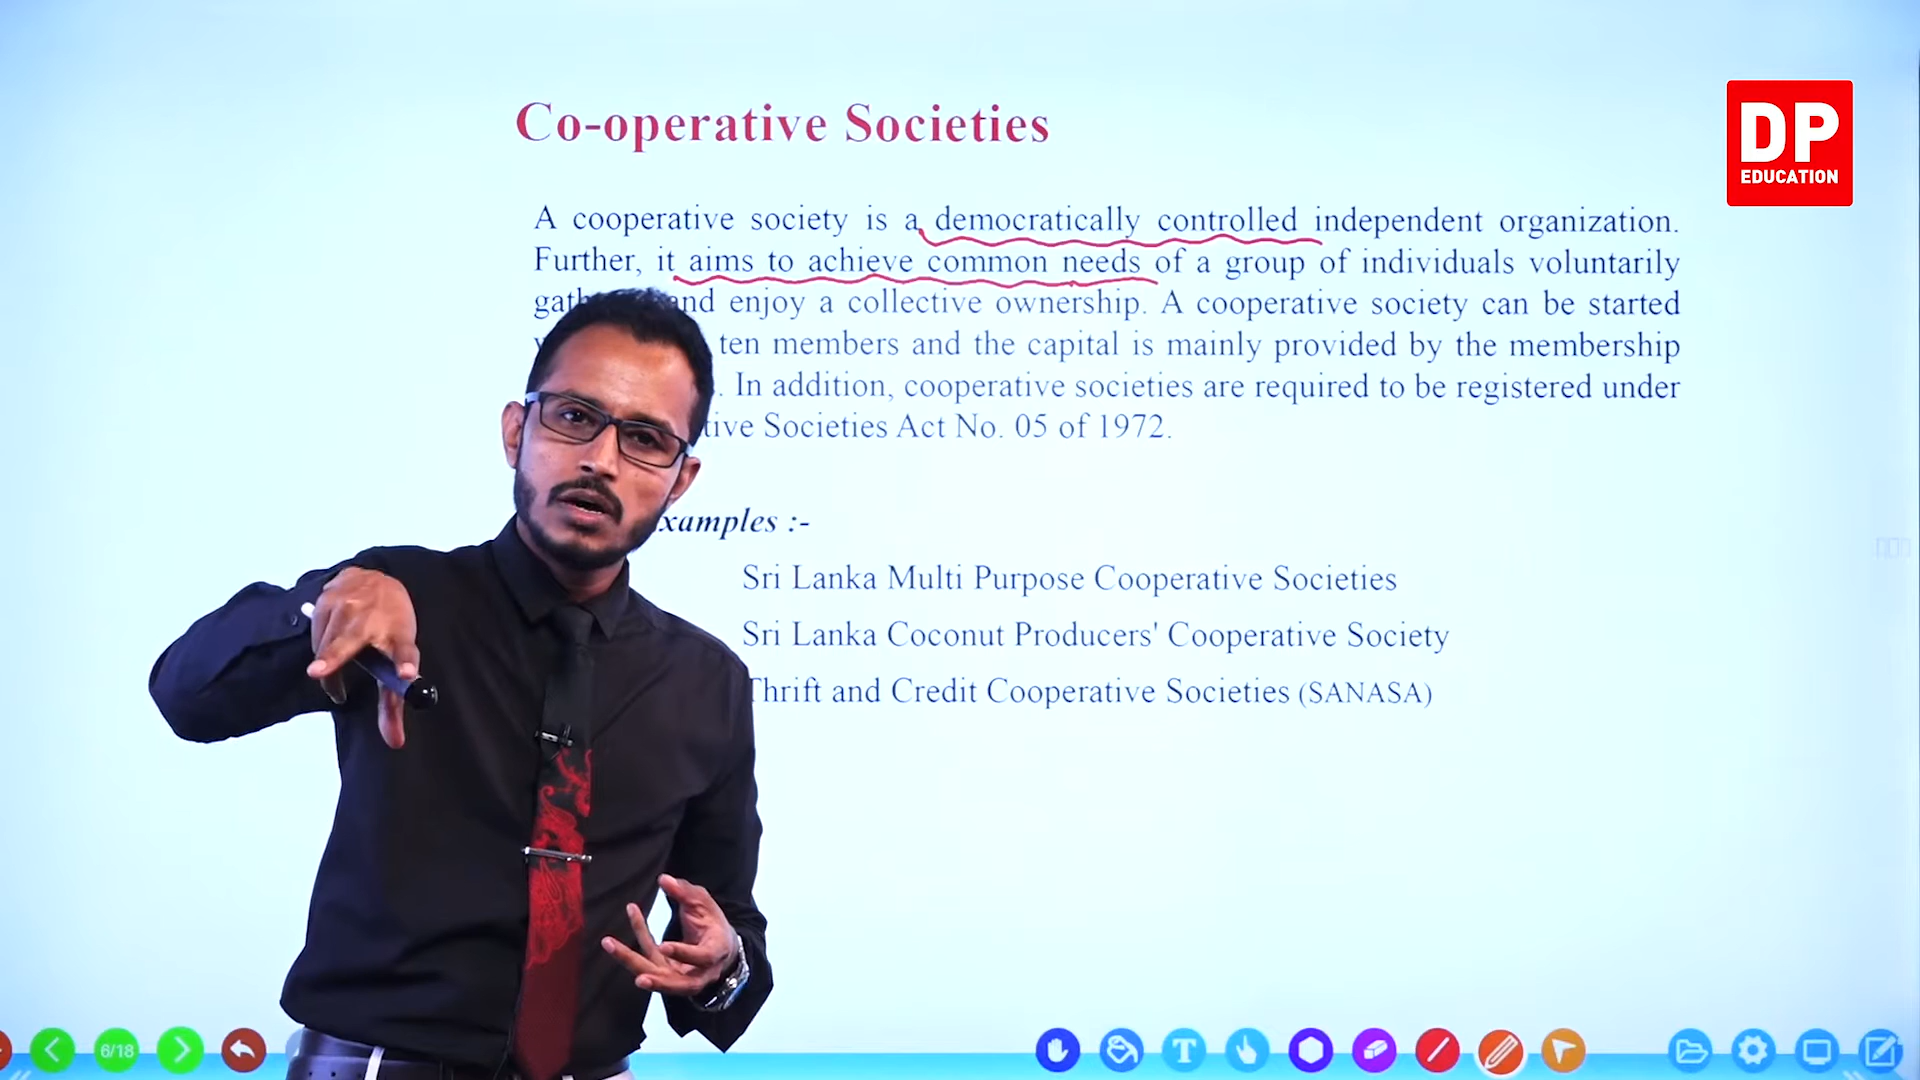 Co-operative Societies
DP
EDUCATION
A cooperative society is a democratically controlled independent organization.
Further, it aims to achieve common needs of a group of individuals voluntarily
and enjoy a collective ownership. A cooperative society can be started
ten members and the capital is mainly provided by the membership
. In addition, cooperative societies are required to be registered under
tive Societies Act No. 05 of 1972.
xamples :-
Sri Lanka Multi Purpose Cooperative Societies
Sri Lanka Coconut Producers' Cooperative Society
Thrift and Credit Cooperative Societies (SANASA)
6/18
T